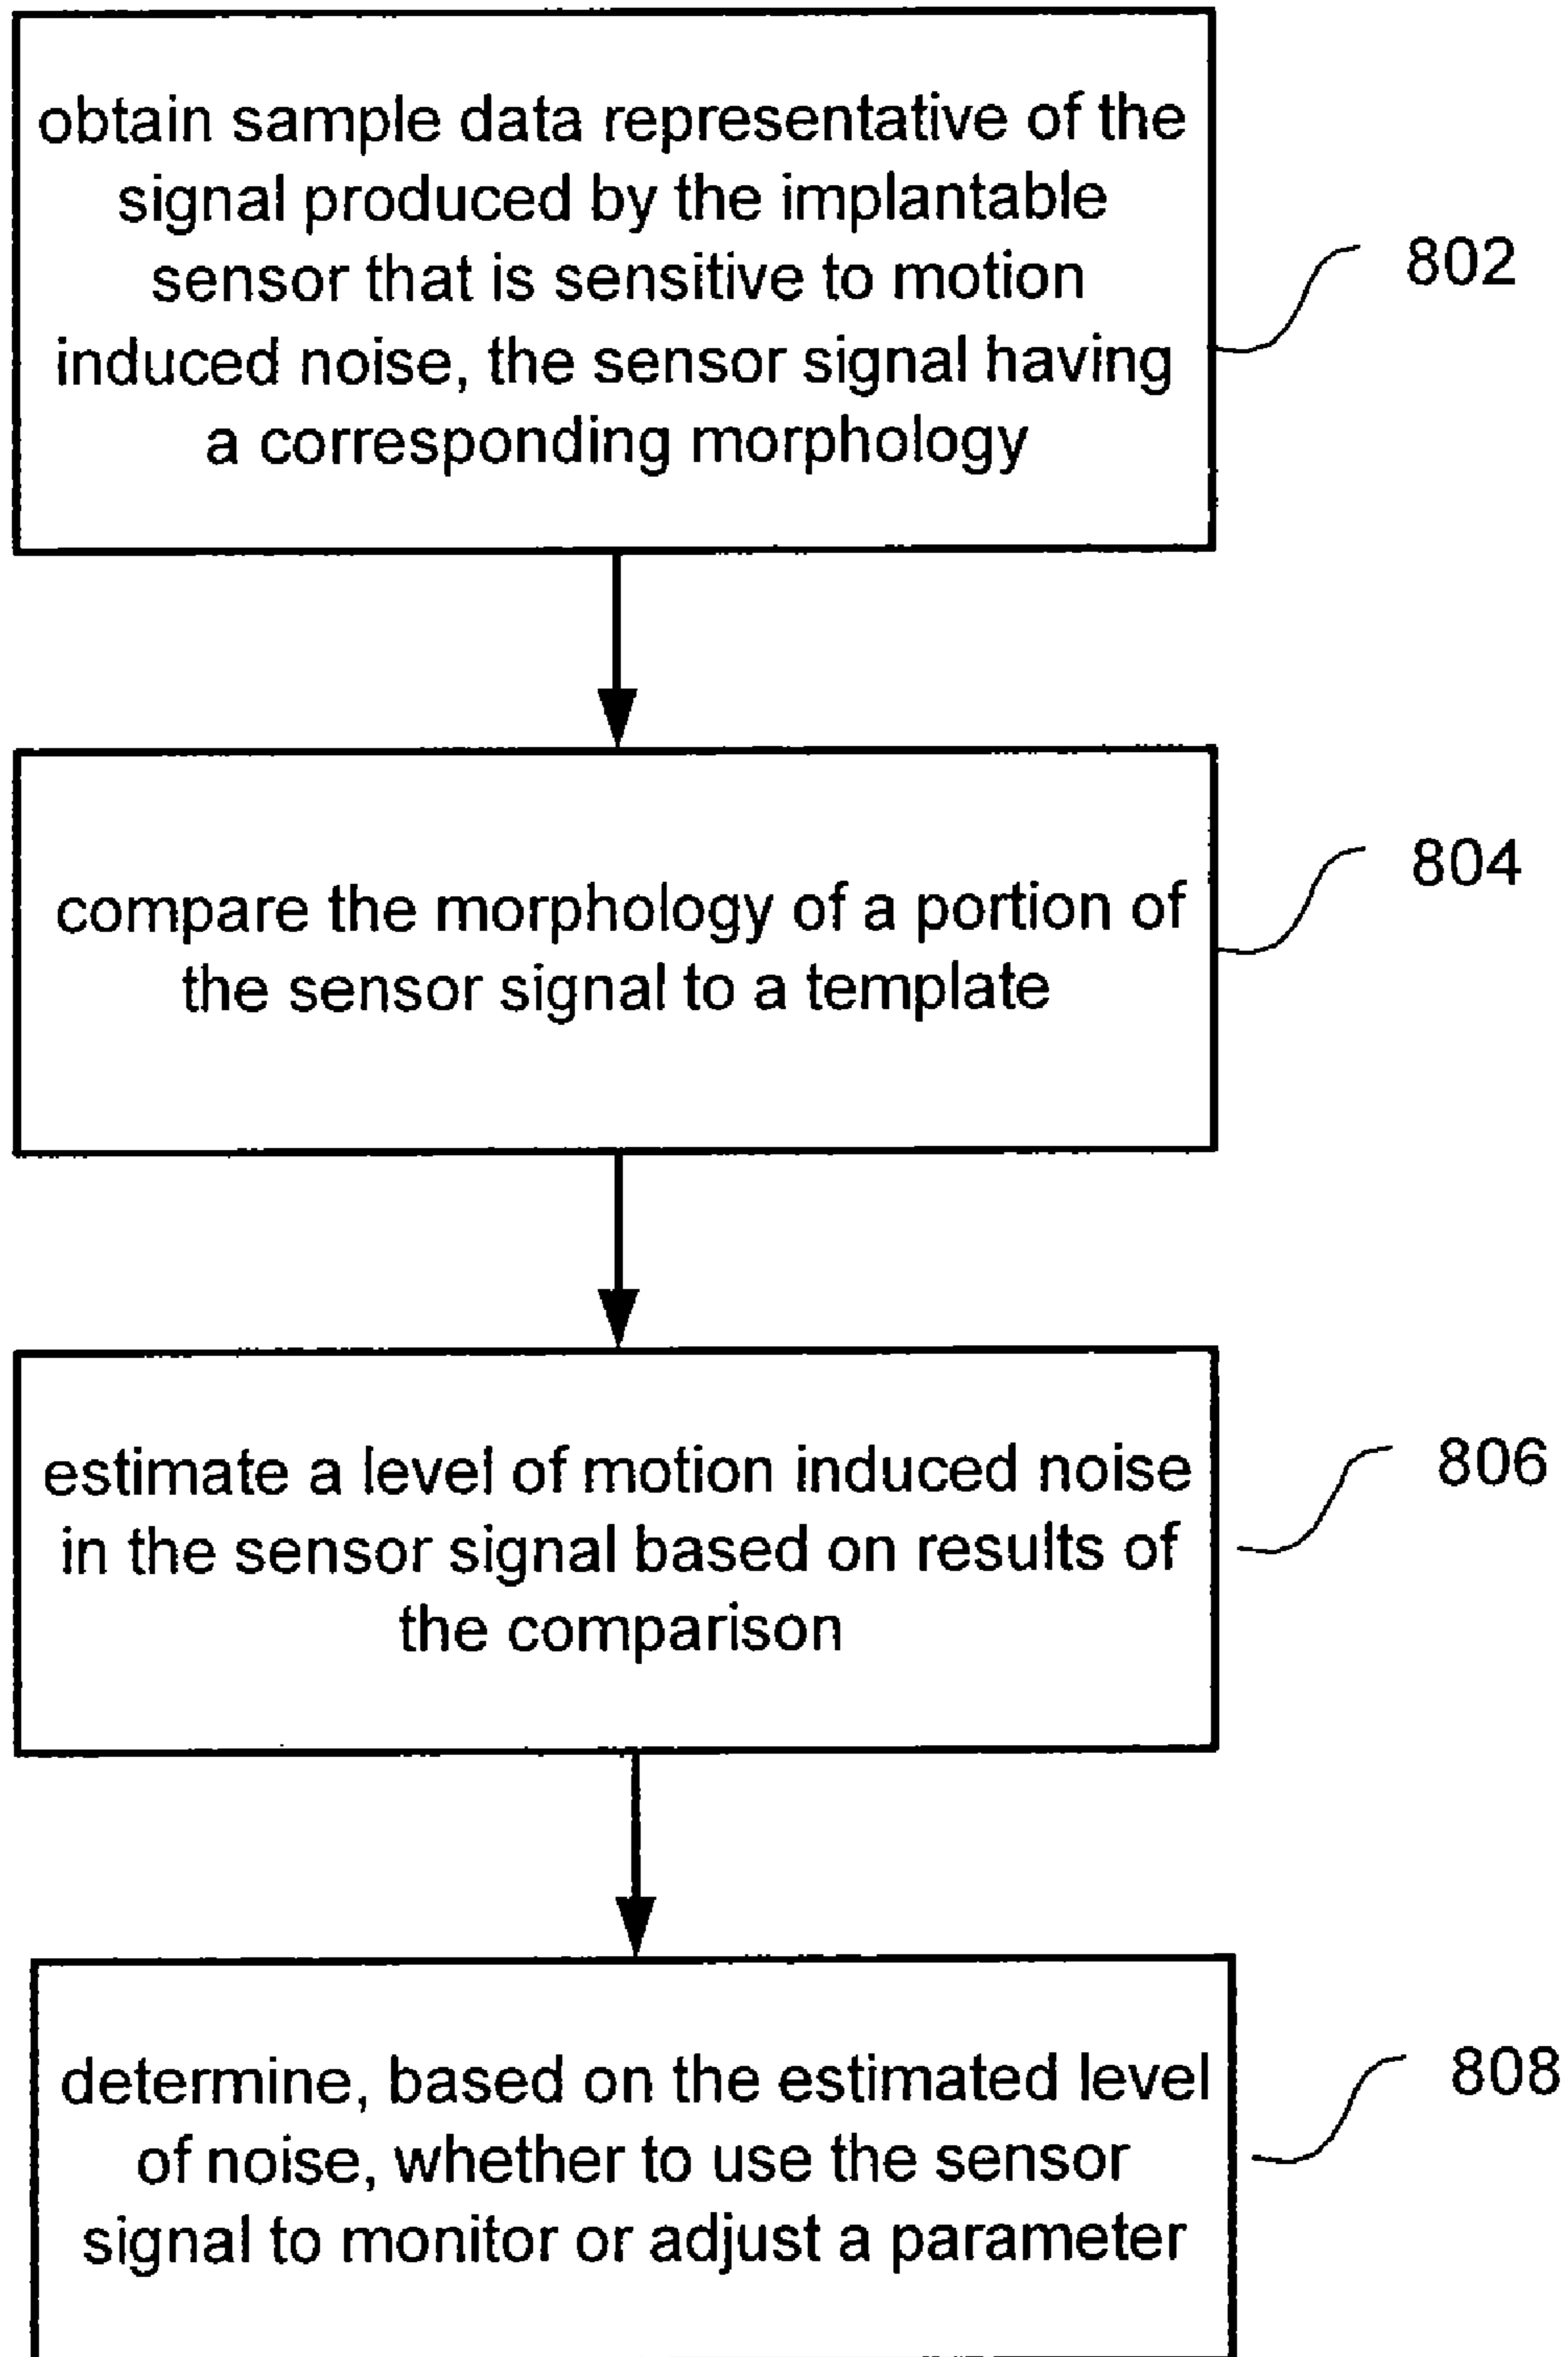 obtain sample data representative of the
signal produced by the implantable
sensor that is sensitive to motion
induced noise, the sensor signal having
a corresponding morphology
802
compare the morphology of a portion of
the sensor signal to a template
804
estimate a level of motion induced noise
in the sensor signal based on results of
the comparison
806
determine, based on the estimated level
of noise, whether to use the sensor
signal to monitor or adjust a parameter
808